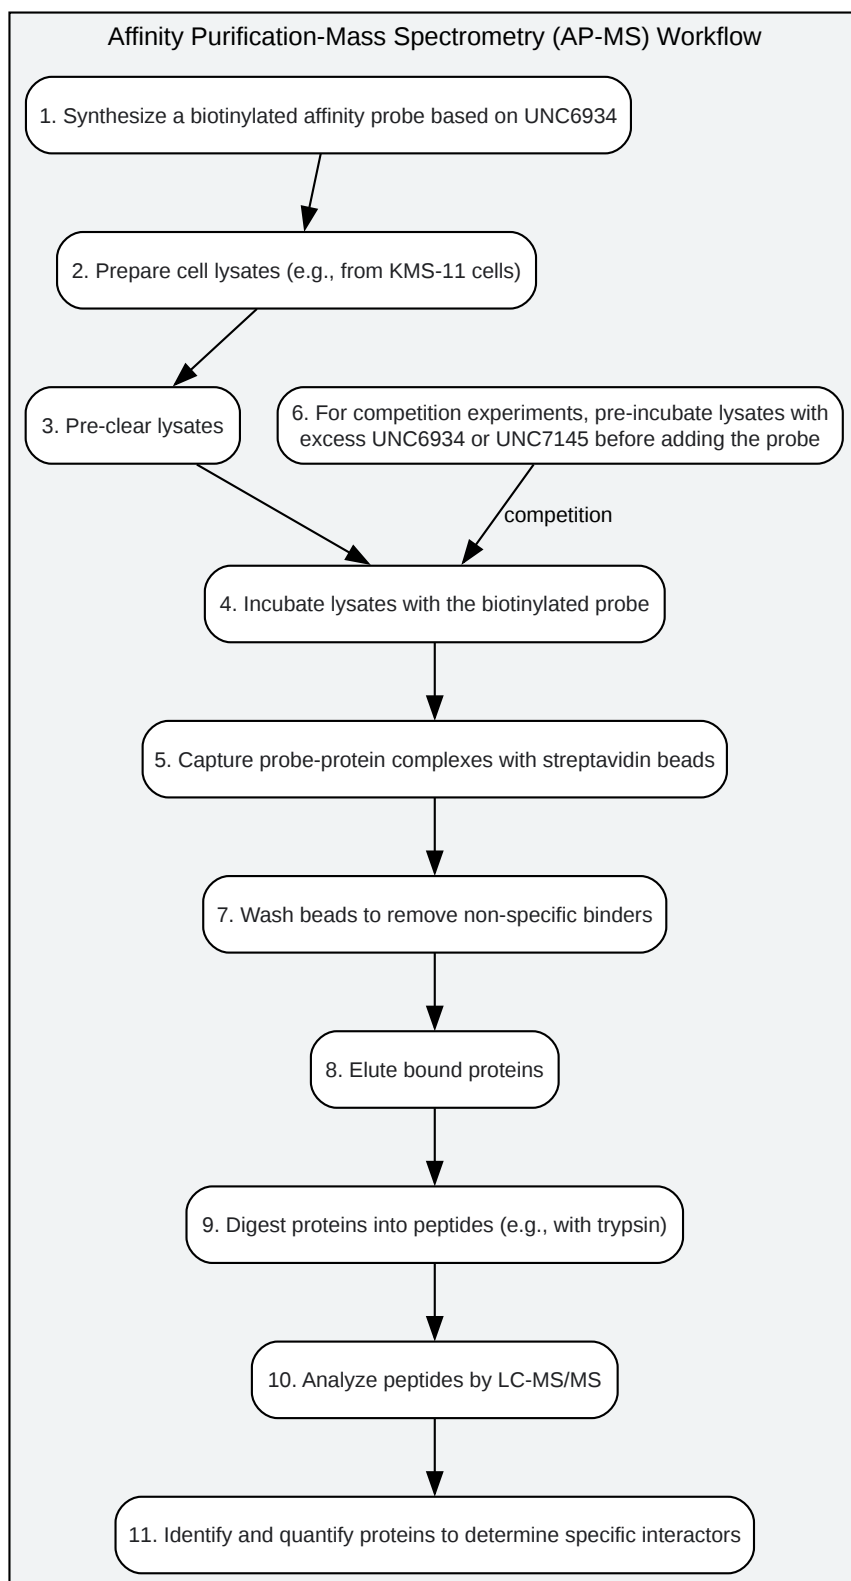 Affinity Purification-Mass Spectrometry (AP-MS) Workflow
1. Synthesize a biotinylated affinity probe based on UNC6934
2. Prepare cell lysates (e.g., from KMS-11 cells)
3. Pre-clear lysates
6. For competition experiments, pre-incubate lysates with
excess UNC6934 or UNC7145 before adding the probe
competition
4. Incubate lysates with the biotinylated probe
5. Capture probe-protein complexes with streptavidin beads
7. Wash beads to remove non-specific binders
8. Elute bound proteins
9. Digest proteins into peptides (e.g., with trypsin)
10. Analyze peptides by LC-MS/MS
11. Identify and quantify proteins to determine specific interactors